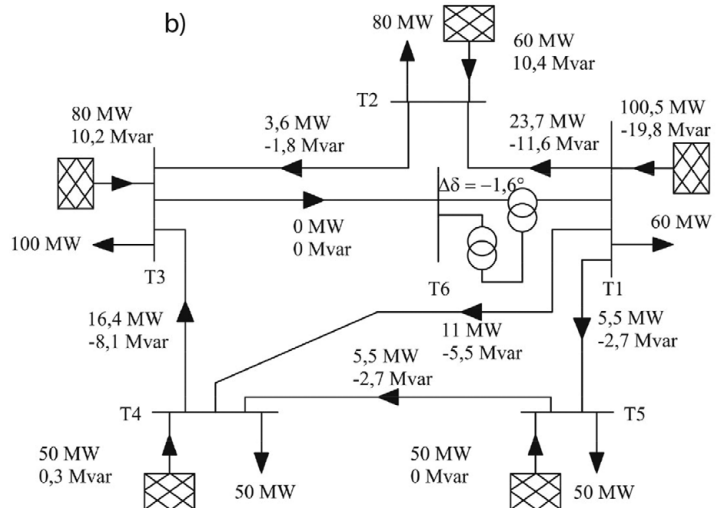 b)
80 MW
60 MW
10,4 Mvar
T2
80 MW
10,2 Mvar
3,6 MW
-1,8 Mvar
23,7 MW
-11,6 Mvar
100,5 MW
-19,8 Mvar
Δδ = −1,6°
0 MW
0 Mvar
100 MW
60 MW
T3
T6
T1
16,4 MW
-8,1 Mvar
11 MW
-5,5 Mvar
5,5 MW
-2,7 Mvar
5,5 MW
-2,7 Mvar
T4
T5
50 MW
0,3 Mvar
50 MW
50 MW
0 Mvar
50 MW